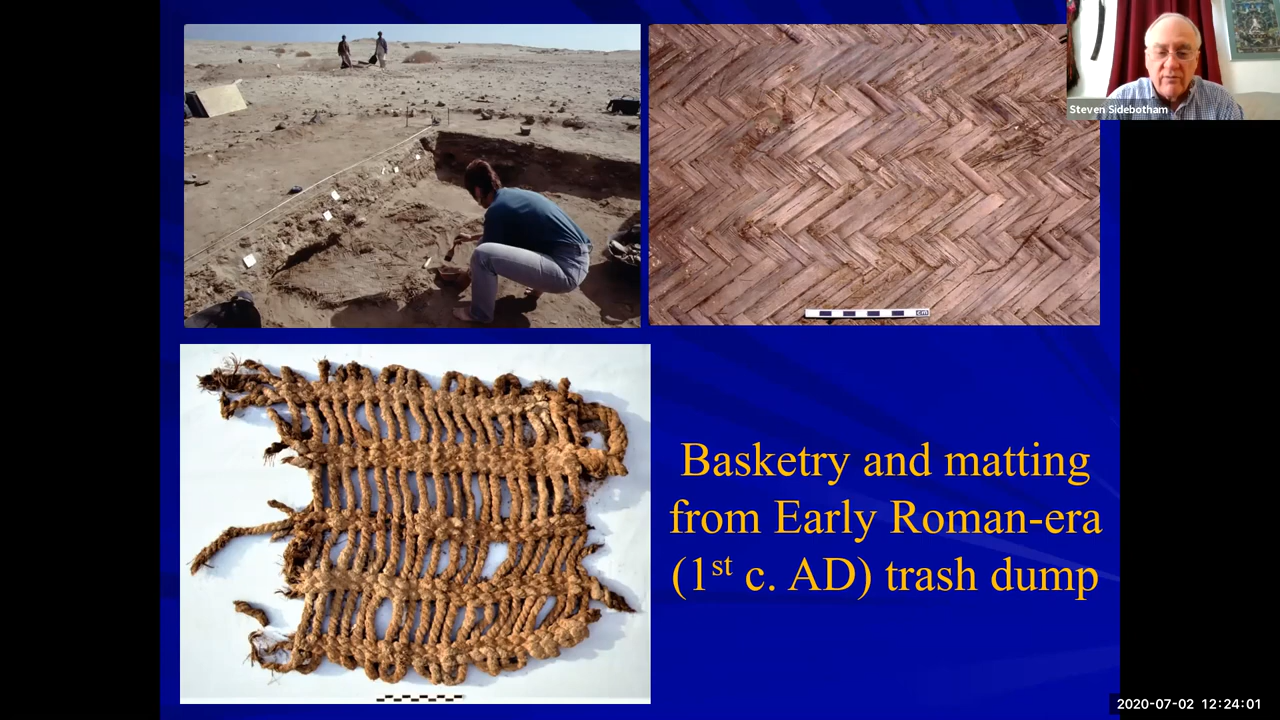 Steven Sidebotham
cm
Basketry and matting
from Early Roman-era
(1st c. AD) trash dump
2020-07-02 12:24:01